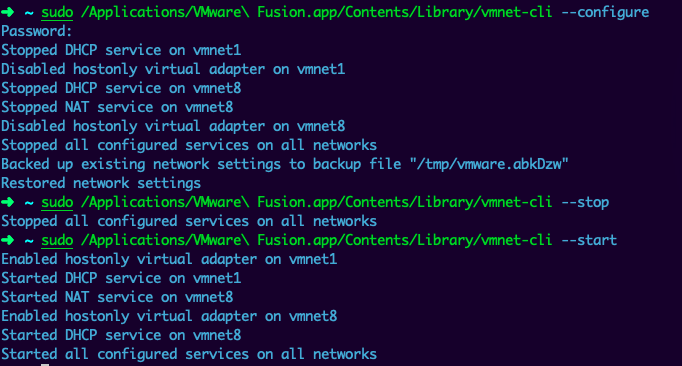 ➜ ~ sudo /Applications/VMware\ Fusion.app/Contents/Library/vmnet-cli --configure
Password:
Stopped DHCP service on vmnet1
Disabled hostonly virtual adapter on vmnet1
Stopped DHCP service on vmnet8
Stopped NAT service on vmnet8
Disabled hostonly virtual adapter on vmnet8
Stopped all configured services on all networks
Backed up existing network settings to backup file "/tmp/vmware.abkDzw"
Restored network settings
➜ ~ sudo /Applications/VMware\ Fusion.app/Contents/Library/vmnet-cli --stop
Stopped all configured services on all networks
➜ ~ sudo /Applications/VMware\ Fusion.app/Contents/Library/vmnet-cli --start
Enabled hostonly virtual adapter on vmnet1
Started DHCP service on vmnet1
Started NAT service on vmnet8
Enabled hostonly virtual adapter on vmnet8
Started DHCP service on vmnet8
Started all configured services on all networks